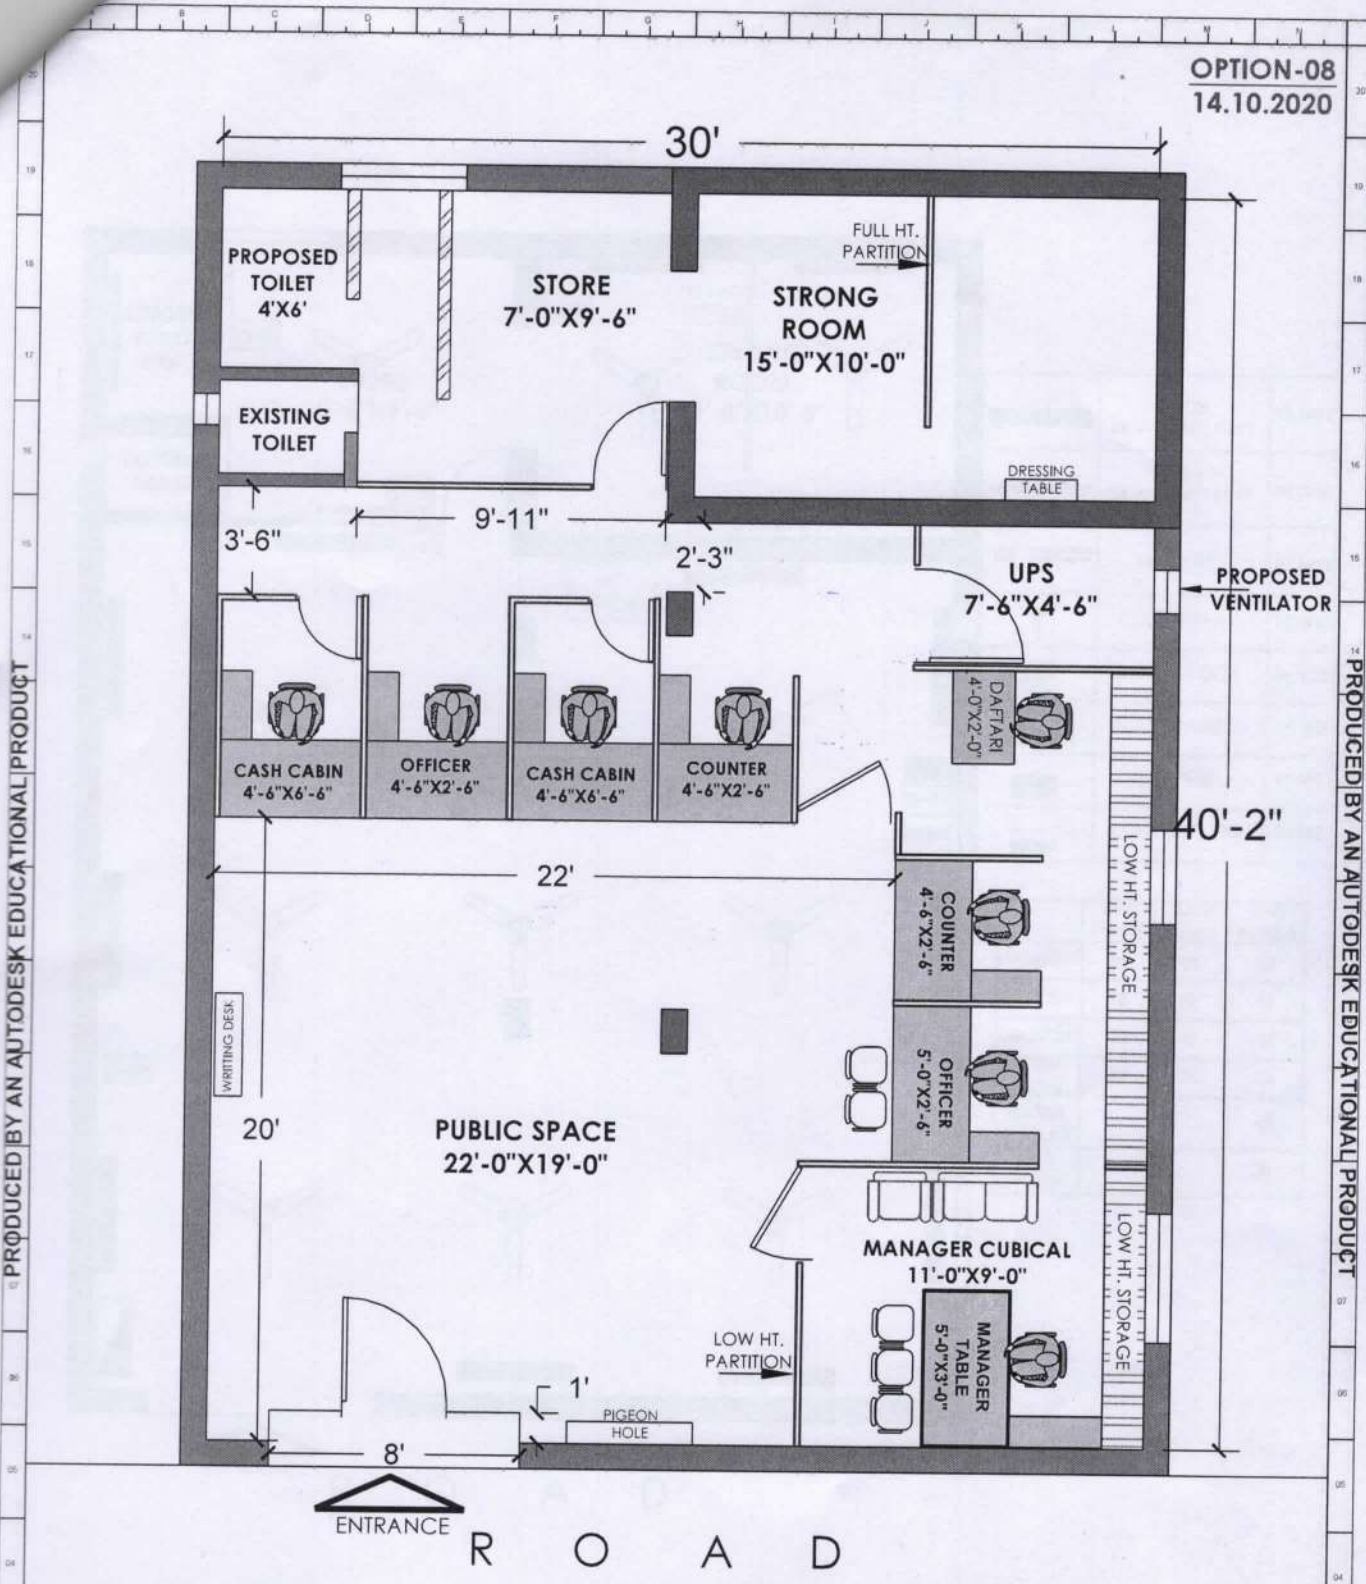 B C D E F G H J K L M N
OPTION-08
14.10.2020
30'
PROPOSED
TOILET
4'X6'
STORE
7'-0"X9'-6"
FULL HT.
PARTITION
STRONG
ROOM
15'-0"X10'-0"
EXISTING
TOILET
DRESSING
TABLE
9'-11"
3'-6"
2'-3"
UPS
7'-6"X4'-6"
PROPOSED
VENTILATOR
DAFTARI
4'-0"X2'-0"
CASH CABIN
4'-6"X6'-6"
OFFICER
4'-6"X2'-6"
CASH CABIN
4'-6"X6'-6"
COUNTER
4'-6"X2'-6"
40'-2"
22'
COUNTER
4'-6"X2'-6"
LOW HT. STORAGE
WRITTING DESK
OFFICER
5'-0"X2'-6"
20'
PUBLIC SPACE
22'-0"X19'-0"
MANAGER CUBICAL
11'-0"X9'-0"
LOW HT. STORAGE
MANAGER
TABLE
5'-0"X3'-0"
LOW HT.
PARTITION
1'
PIGEON
HOLE
8'
ENTRANCE
ROAD
PRODUCED BY AN AUTODESK EDUCATIONAL PRODUCT
PRODUCED BY AN AUTODESK EDUCATIONAL PRODUCT